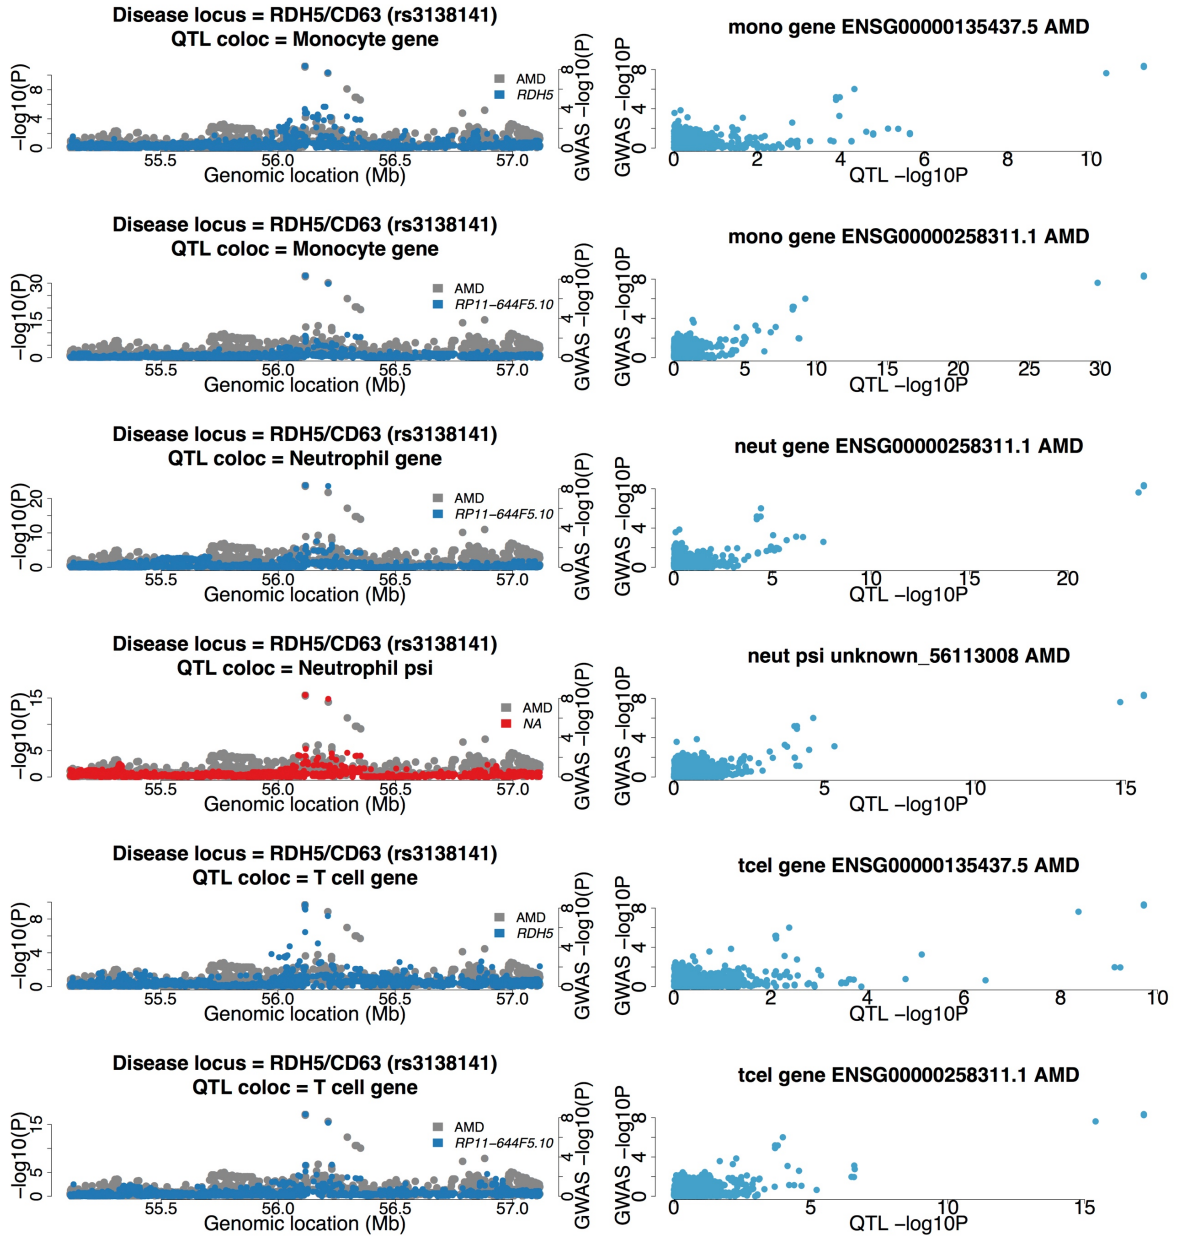 Disease locus = RDH5/CD63 (rs3138141)
QTL coloc = Monocyte gene
−log10(P)
0 4 8
AMD
RDH5
GWAS −log10(P)
0 4 8
55.5 56.0 56.5 57.0
Genomic location (Mb)
mono gene ENSG00000135437.5 AMD
GWAS −log10P
0 4 8
0 2 4 6 8 10
QTL −log10P
Disease locus = RDH5/CD63 (rs3138141)
QTL coloc = Monocyte gene
−log10(P)
0 15 30
AMD
RP11−644F5.10
GWAS −log10(P)
0 4 8
55.5 56.0 56.5 57.0
Genomic location (Mb)
mono gene ENSG00000258311.1 AMD
GWAS −log10P
0 4 8
0 5 10 15 20 25 30
QTL −log10P
Disease locus = RDH5/CD63 (rs3138141)
QTL coloc = Neutrophil gene
−log10(P)
0 10 20
AMD
RP11−644F5.10
GWAS −log10(P)
0 4 8
55.5 56.0 56.5 57.0
Genomic location (Mb)
neut gene ENSG00000258311.1 AMD
GWAS −log10P
0 4 8
0 5 10 15 20
QTL −log10P
Disease locus = RDH5/CD63 (rs3138141)
QTL coloc = Neutrophil psi
−log10(P)
0 5 15
AMD
NA
GWAS −log10(P)
0 4 8
55.5 56.0 56.5 57.0
Genomic location (Mb)
neut psi unknown_56113008 AMD
GWAS −log10P
0 4 8
0 5 10 15
QTL −log10P
Disease locus = RDH5/CD63 (rs3138141)
QTL coloc = T cell gene
−log10(P)
0 4 8
AMD
RDH5
GWAS −log10(P)
0 4 8
55.5 56.0 56.5 57.0
Genomic location (Mb)
tcel gene ENSG00000135437.5 AMD
GWAS −log10P
0 4 8
0 2 4 6 8 10
QTL −log10P
Disease locus = RDH5/CD63 (rs3138141)
QTL coloc = T cell gene
−log10(P)
0 5 15
AMD
RP11−644F5.10
GWAS −log10(P)
0 4 8
55.5 56.0 56.5 57.0
Genomic location (Mb)
tcel gene ENSG00000258311.1 AMD
GWAS −log10P
0 4 8
0 5 10 15
QTL −log10P